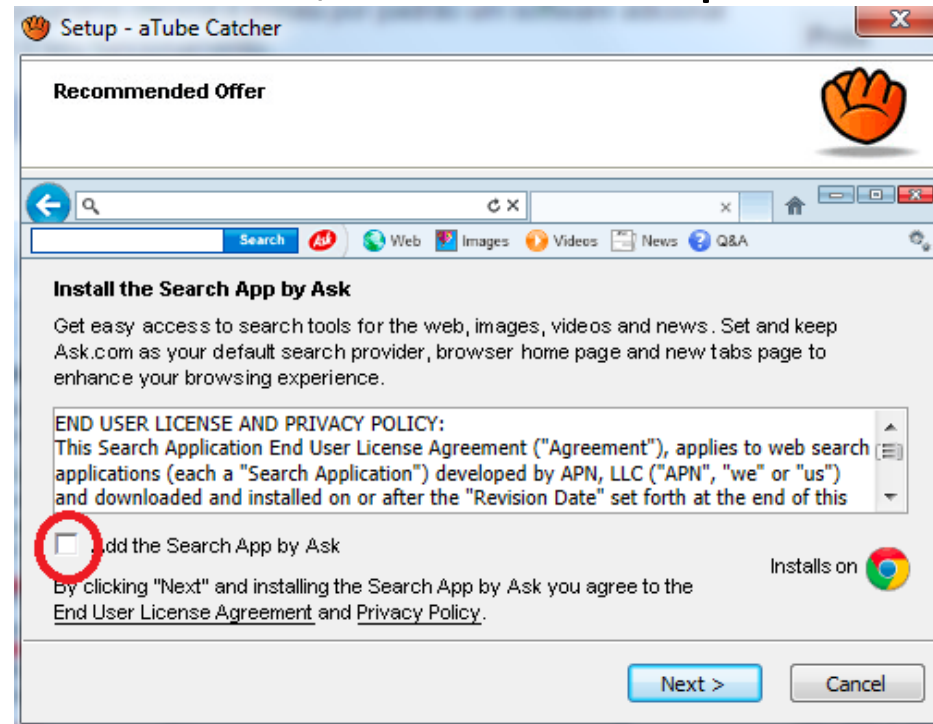 Setup - aTube Catcher
Recommended Offer
Search Ask Web Images Videos News Q&A
Install the Search App by Ask
Get easy access to search tools for the web, images, videos and news. Set and keep
Ask.com as your default search provider, browser home page and new tabs page to
enhance your browsing experience.
END USER LICENSE AND PRIVACY POLICY:
This Search Application End User License Agreement ("Agreement"), applies to web search
applications (each a "Search Application") developed by APN, LLC ("APN", "we" or "us")
and downloaded and installed on or after the "Revision Date" set forth at the end of this
Add the Search App by Ask
Installs on
By clicking "Next" and installing the Search App by Ask you agree to the
End User License Agreement and Privacy Policy.
Next >
Cancel